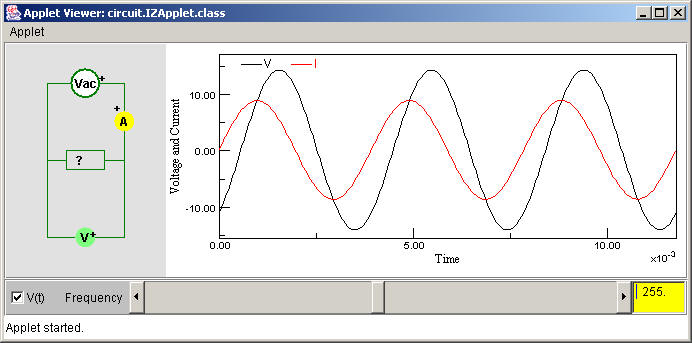 Applet Viewer: circuit.IZApplet.class
Applet
Vac+
+
A
?
V+
V I
Voltage and Current
10.00
0.00
-10.00
0.00 5.00 10.00
Time ×10⁻³
V(t) Frequency 255.
Applet started.